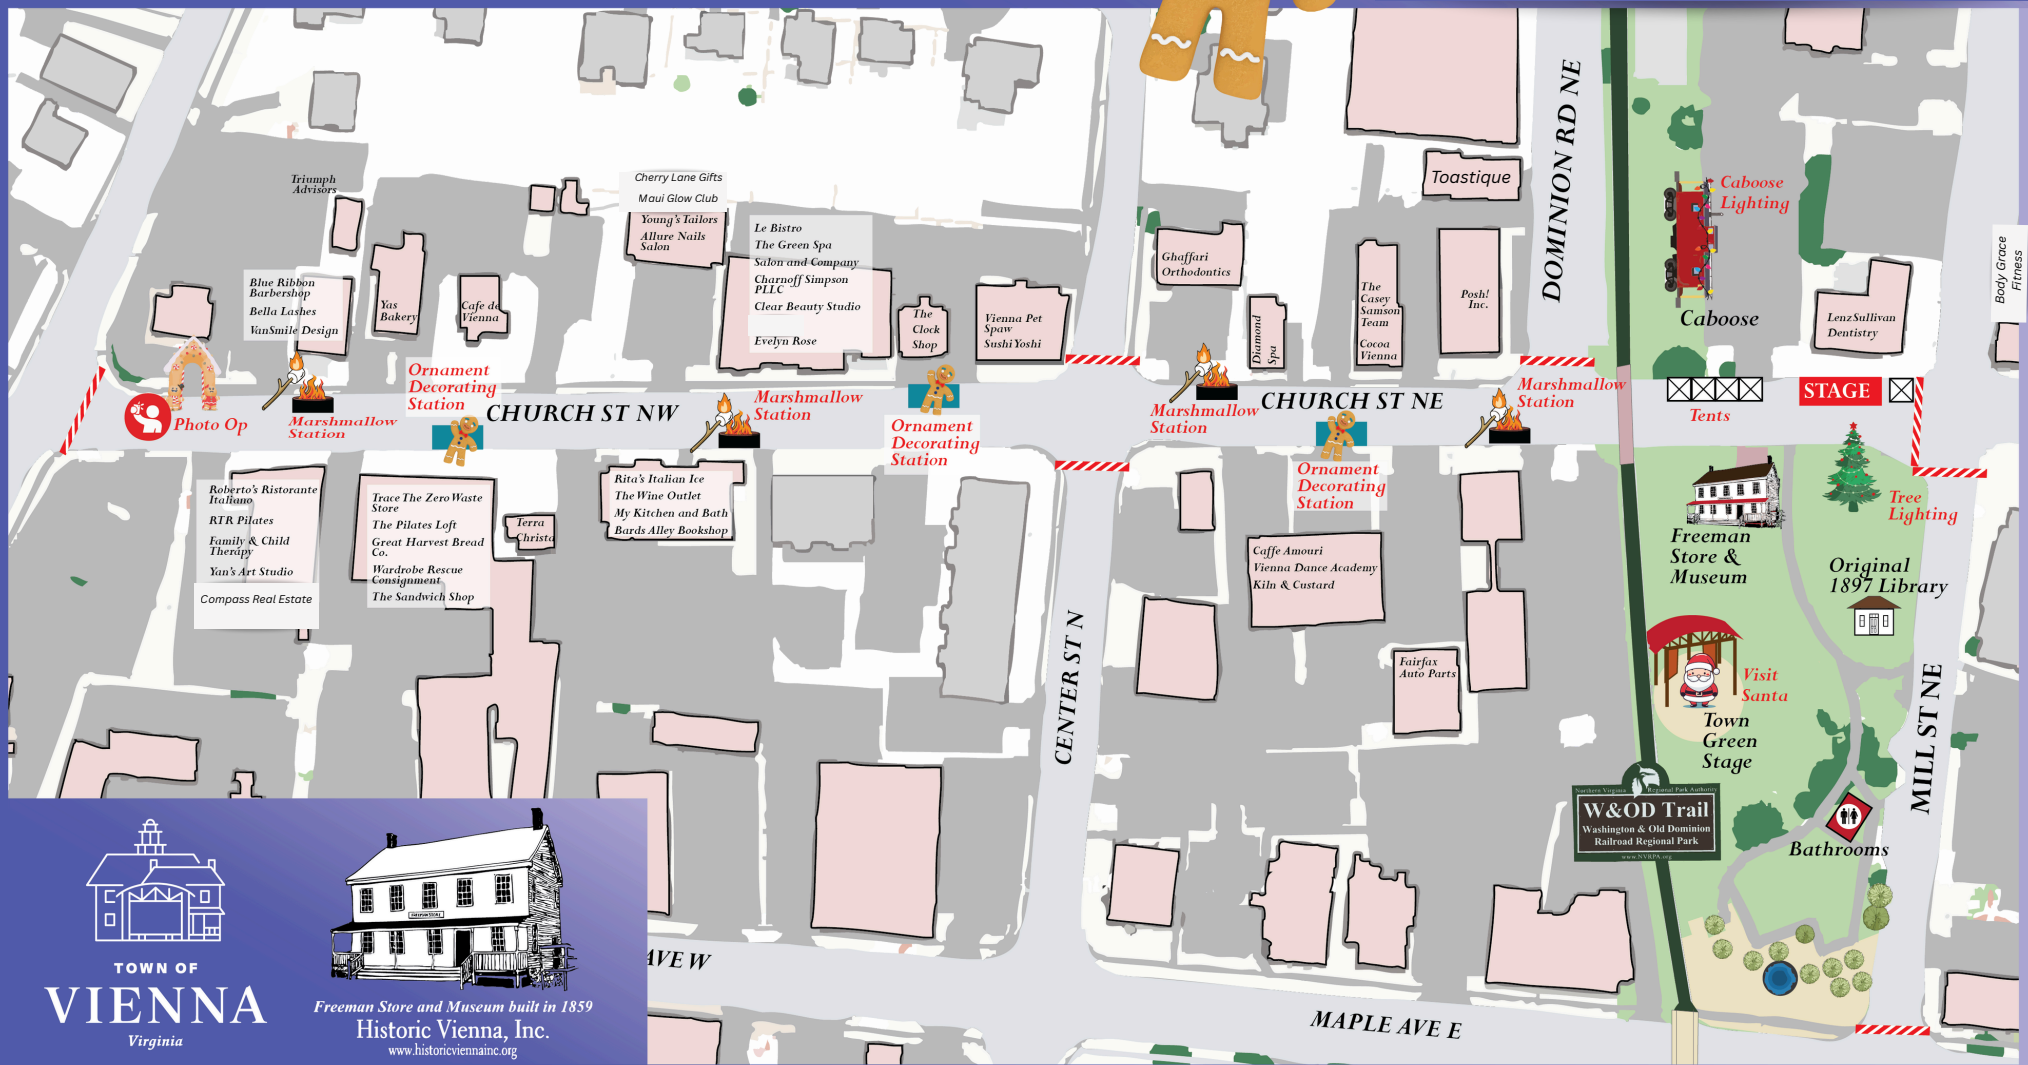 Triumph
Advisors
Blue Ribbon
Barbershop
Bella Lashes
VanSmile Design
Yas
Bakery
Cafe de
Vienna
Cherry Lane Gifts
Maui Glow Club
Young's Tailors
Allure Nails
Salon
Le Bistro
The Green Spa
Salon and Company
Charnoff Simpson
PLLC
Clear Beauty Studio
Evelyn Rose
The
Clock
Shop
Vienna Pet
Spaw
Sushi Yoshi
Ghaffari
Orthodontics
Diamond
Spa
The
Casey
Samson
Team
Cocoa
Vienna
Posh!
Inc.
Toastique
DOMINION RD NE
Caboose
Lighting
Caboose
LenzSullivan
Dentistry
Body Grace
Fitness
Photo Op
Marshmallow
Station
Ornament
Decorating
Station
CHURCH ST NW
Marshmallow
Station
Ornament
Decorating
Station
Marshmallow
Station
CHURCH ST NE
Ornament
Decorating
Station
Marshmallow
Station
Tents
STAGE
Tree
Lighting
Roberto's Ristorante
Italiano
RTR Pilates
Family & Child
Therapy
Yan's Art Studio
Compass Real Estate
Trace The Zero Waste
Store
The Pilates Loft
Great Harvest Bread
Co.
Wardrobe Rescue
Consignment
The Sandwich Shop
Terra
Christa
Rita's Italian Ice
The Wine Outlet
My Kitchen and Bath
Bards Alley Bookshop
CENTER ST N
Caffe Amouri
Vienna Dance Academy
Kiln & Custard
Fairfax
Auto Parts
Freeman
Store &
Museum
Original
1897 Library
Visit
Santa
Town
Green
Stage
MILL ST NE
Bathrooms
Northern Virginia Regional Park Authority
W&OD Trail
Washington & Old Dominion
Railroad Regional Park
www.NVRPA.org
AVE W
MAPLE AVE E
TOWN OF
VIENNA
Virginia
FREEMAN STORE
Freeman Store and Museum built in 1859
Historic Vienna, Inc.
www.historicviennainc.org